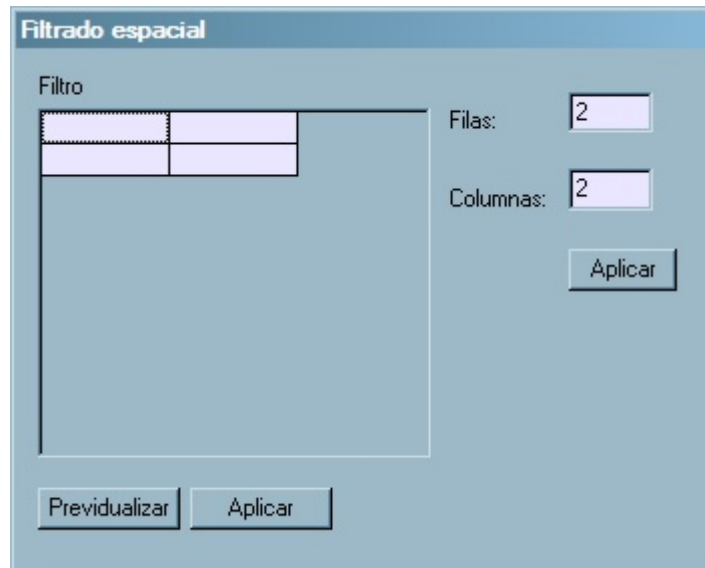 Filtrado espacial
Filtro
Filas:
2
Columnas:
2
Aplicar
Previdualizar
Aplicar